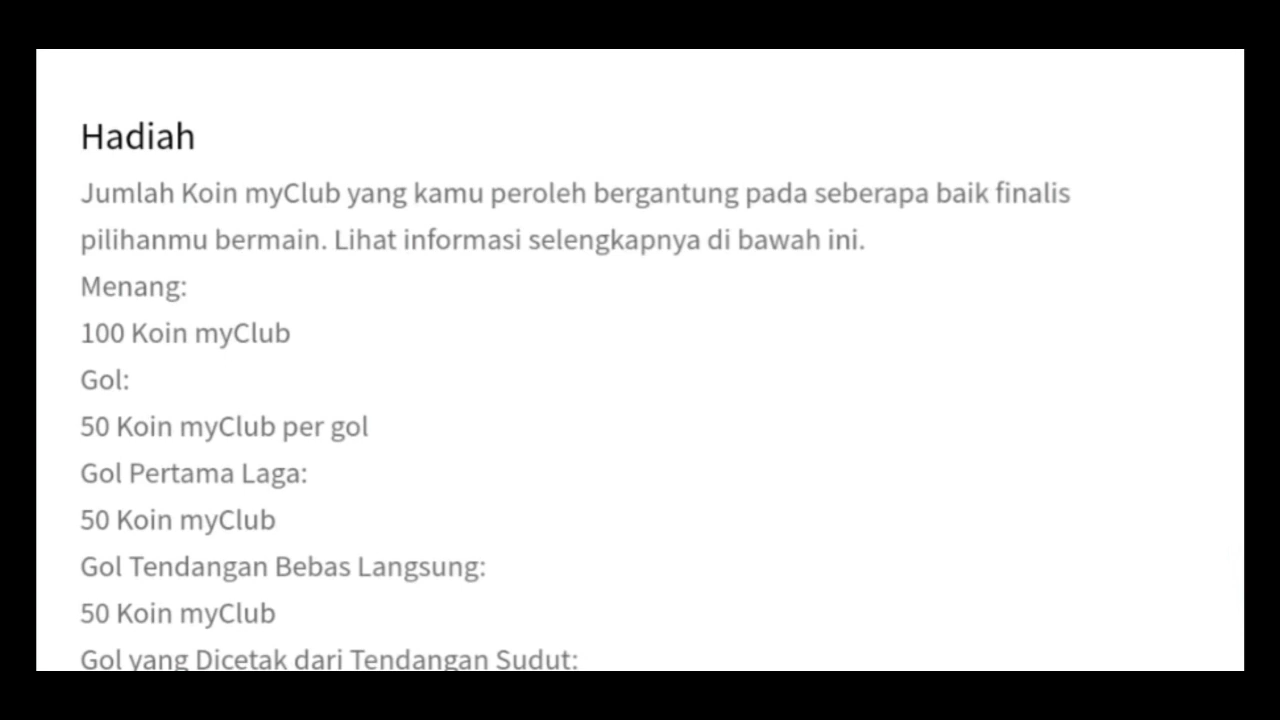 Hadiah
Jumlah Koin myClub yang kamu peroleh bergantung pada seberapa baik finalis
pilihanmu bermain. Lihat informasi selengkapnya di bawah ini.
Menang:
100 Koin myClub
Gol:
50 Koin myClub per gol
Gol Pertama Laga:
50 Koin myClub
Gol Tendangan Bebas Langsung:
50 Koin myClub
Gol yang Dicetak dari Tendangan Sudut: